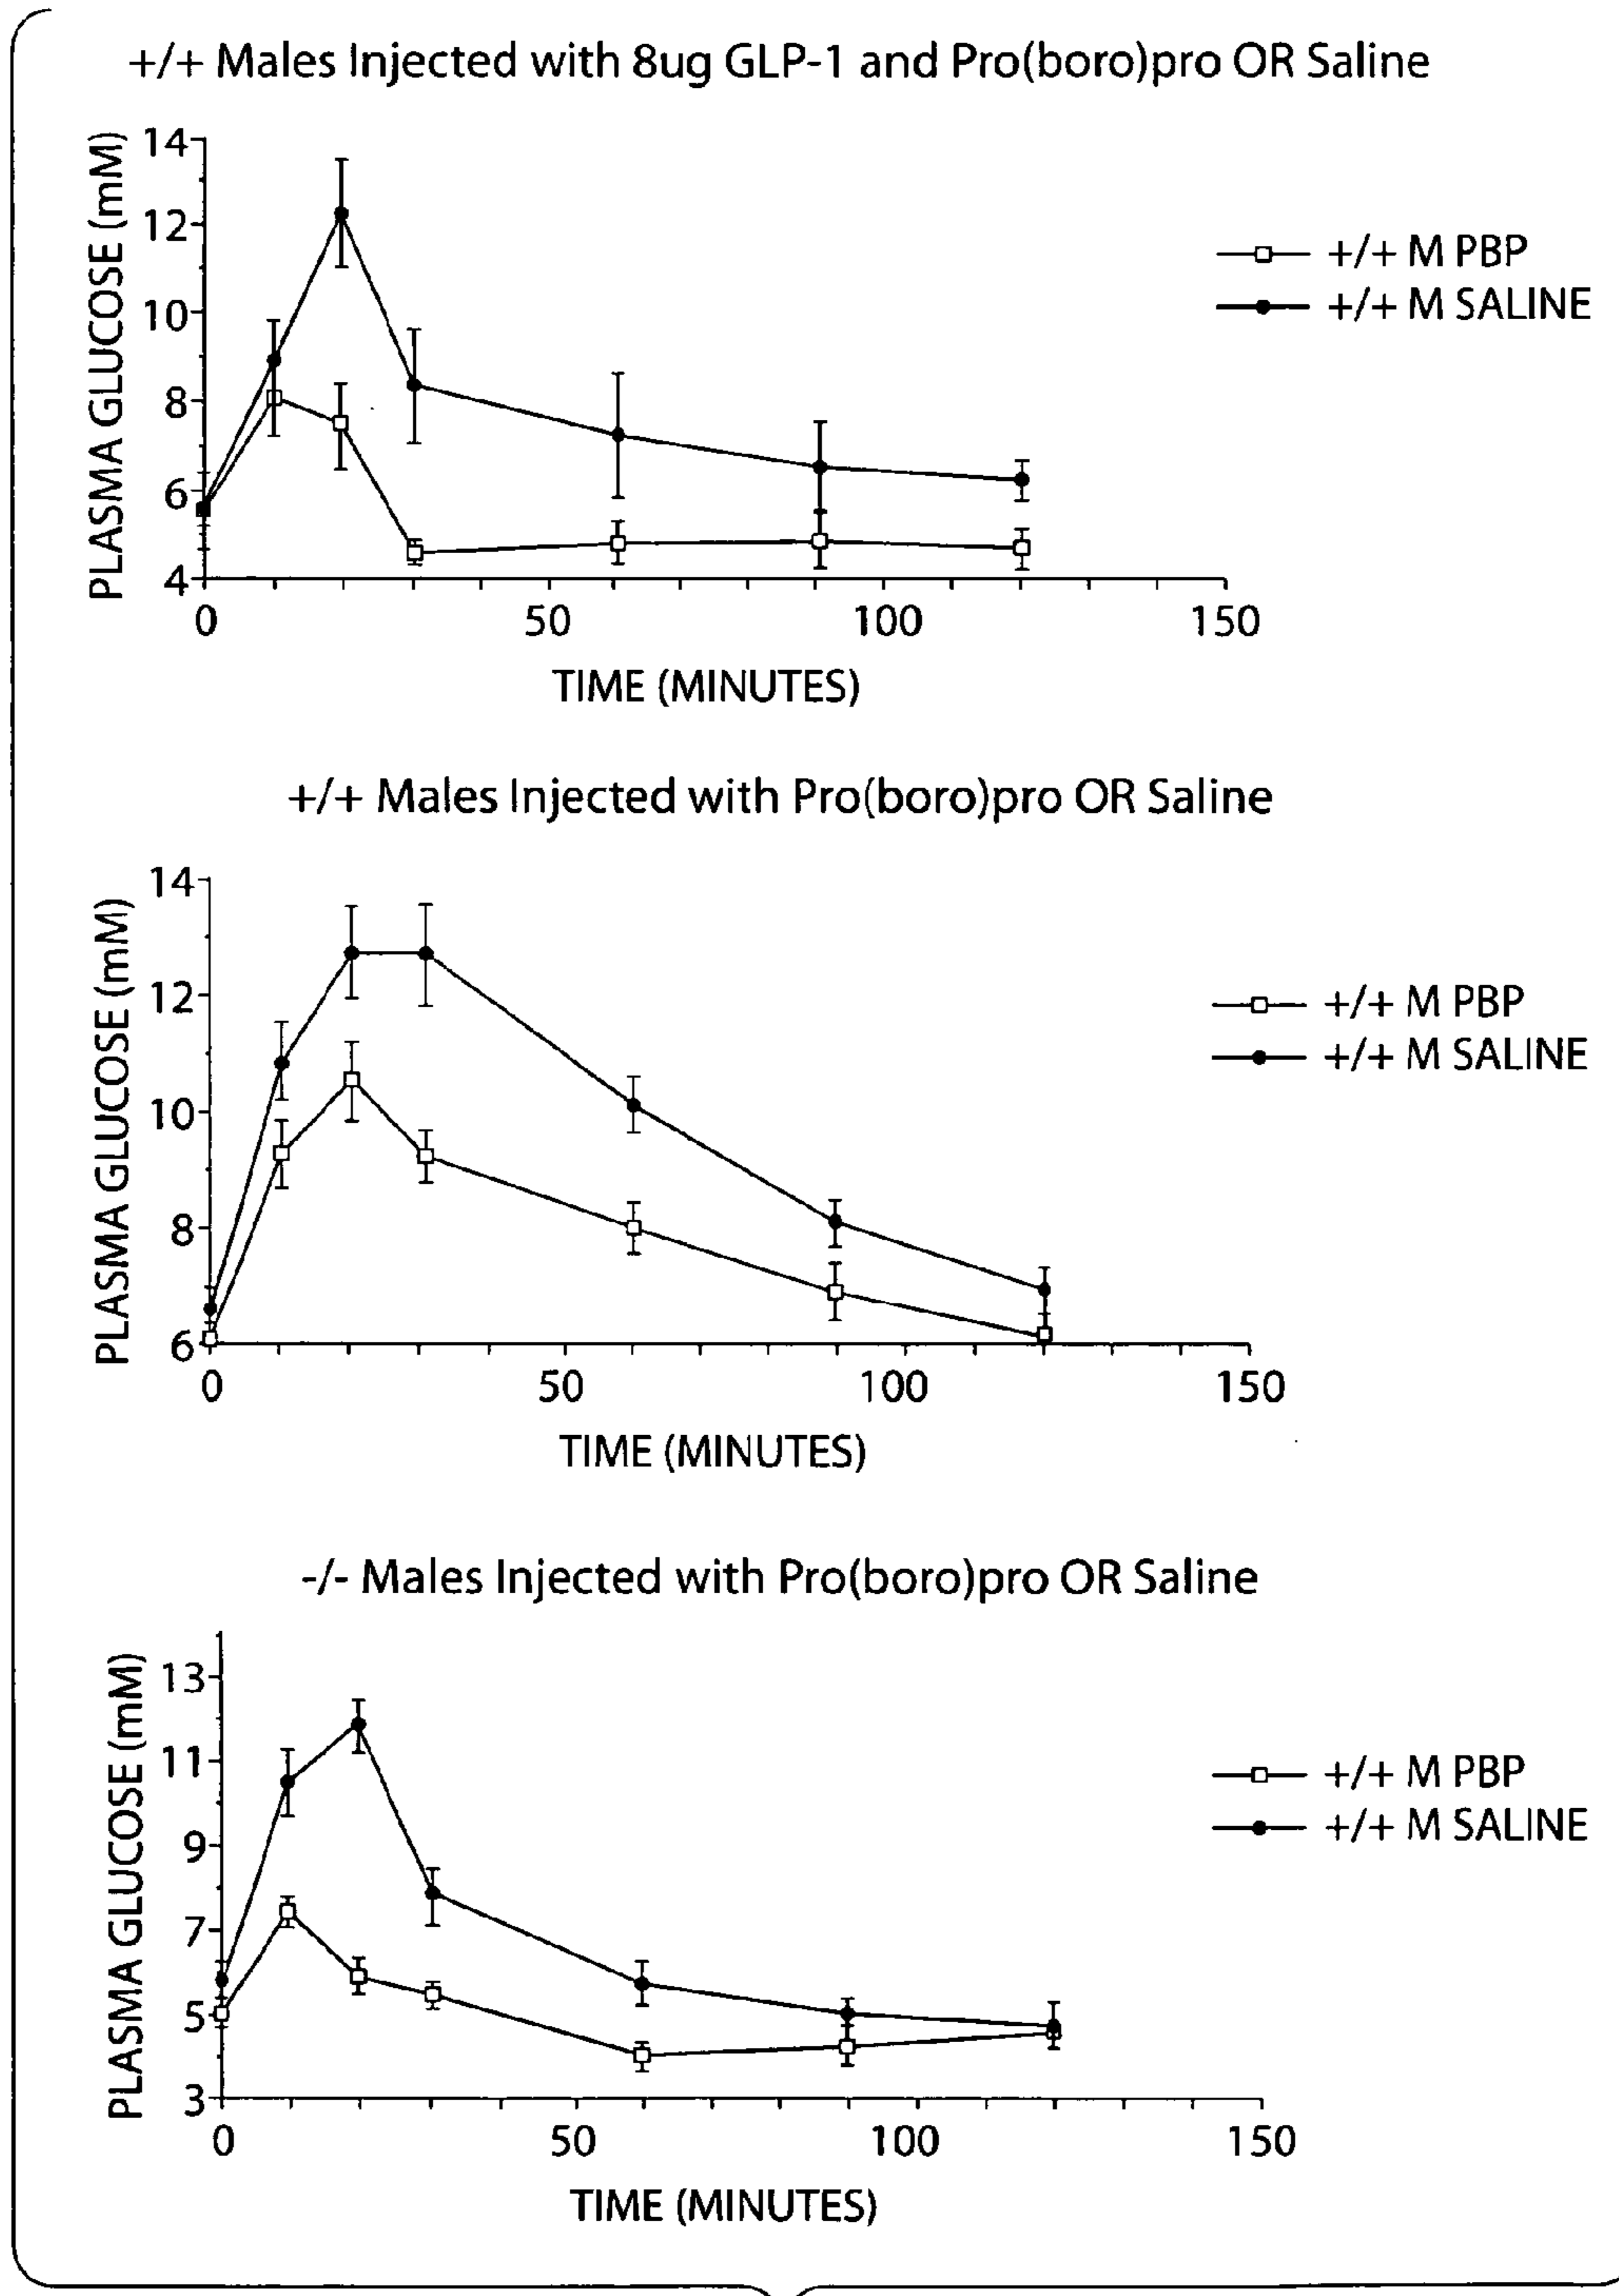 +/+ Males Injected with 8ug GLP-1 and Pro(boro)pro OR Saline
PLASMA GLUCOSE (mM)
14
12
10
8
6
4
0
50
100
150
TIME (MINUTES)
+/+ M PBP
+/+ M SALINE
+/+ Males Injected with Pro(boro)pro OR Saline
PLASMA GLUCOSE (mM)
14
12
10
8
6
0
50
100
150
TIME (MINUTES)
+/+ M PBP
+/+ M SALINE
-/- Males Injected with Pro(boro)pro OR Saline
PLASMA GLUCOSE (mM)
13
11
9
7
5
3
0
50
100
150
TIME (MINUTES)
+/+ M PBP
+/+ M SALINE